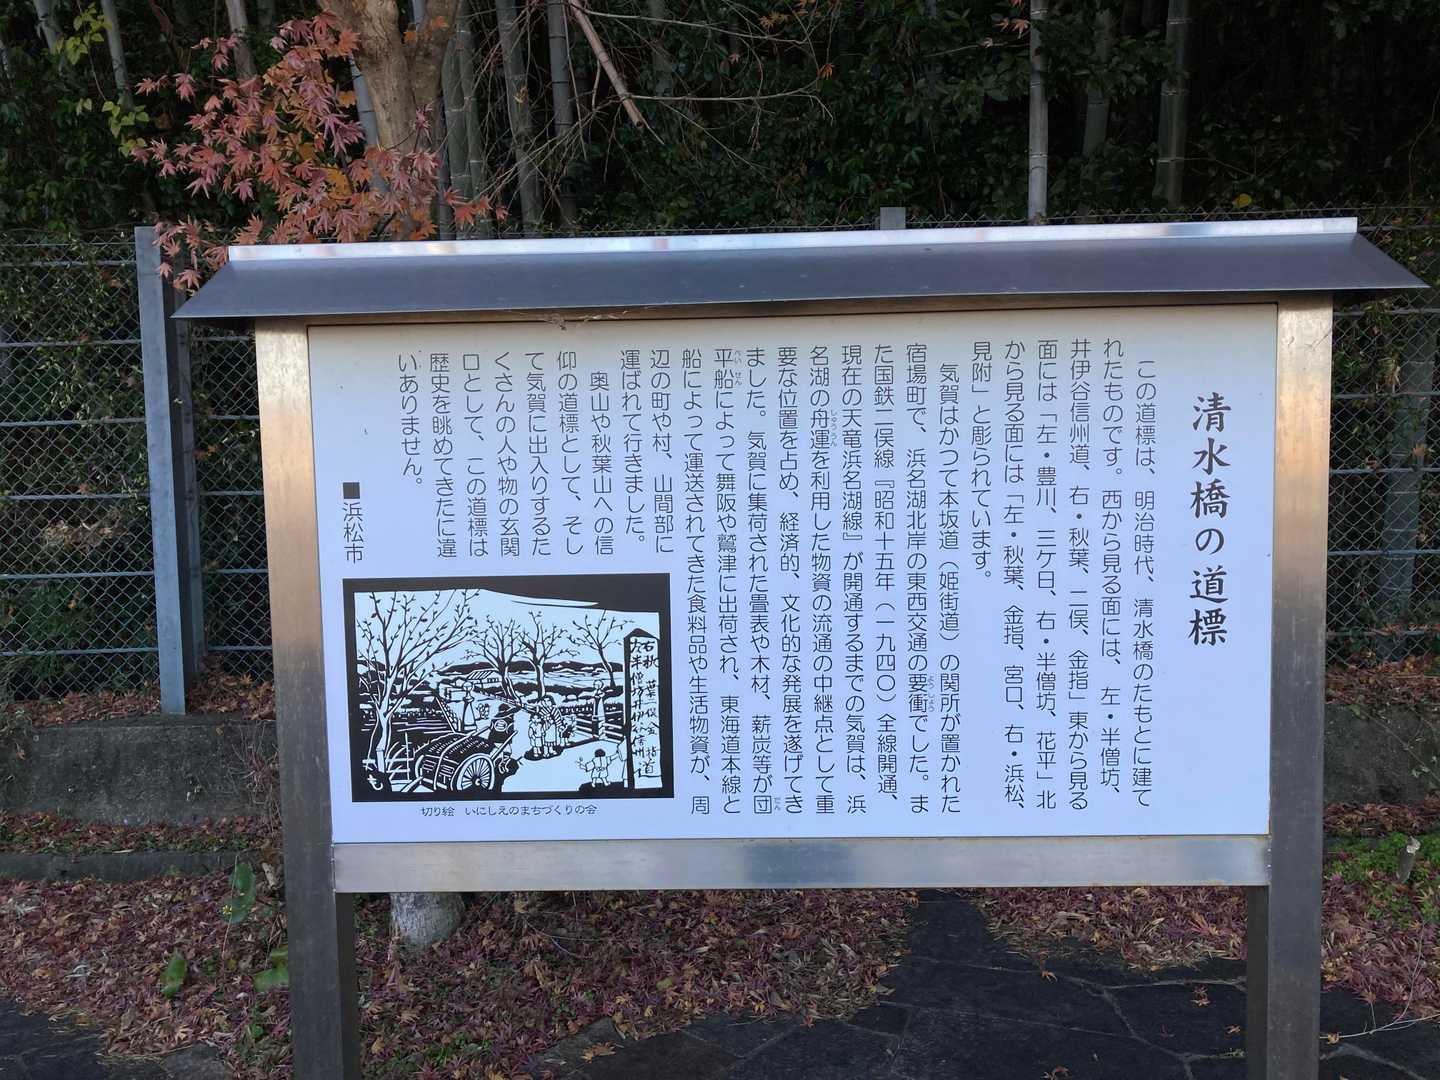 清水橋の道標
この道標は、明治時代、清水橋のたもとに建て
れたものです。西から見る面には、左・半僧坊、
井伊谷信州道、右・秋葉、二俣、金指」東から見る
面には「左・豊川、三ケ日、右・半僧坊、花平」北
から見る面には「左・秋葉、金指、宮口、右・浜松、
見附」と彫られています。
気賀はかつて本坂道（姫街道）の関所が置かれた
宿場町で、浜名湖北岸の東西交通の要衝でした。ま
た国鉄二俣線『昭和十五年（一九四〇）全線開通、
現在の天竜浜名湖線』が開通するまでの気賀は、浜
名湖の舟運を利用した物資の流通の中継点として重
要な位置を占め、経済的、文化的な発展を遂げてき
ました。気賀に集荷された畳表や木材、薪炭等が団
平船によって舞阪や鷲津に出荷され、東海道本線と
船によって運送されてきた食料品や生活物資が、周
辺の町や村、山間部に
運ばれて行きました。
奥山や秋葉山への信
仰の道標として、そし
て気賀に出入りするた
くさんの人や物の玄関
口として、この道標は
歴史を眺めてきたに違
いありません。
■浜松市
切り絵 いにしえのまちづくりの会